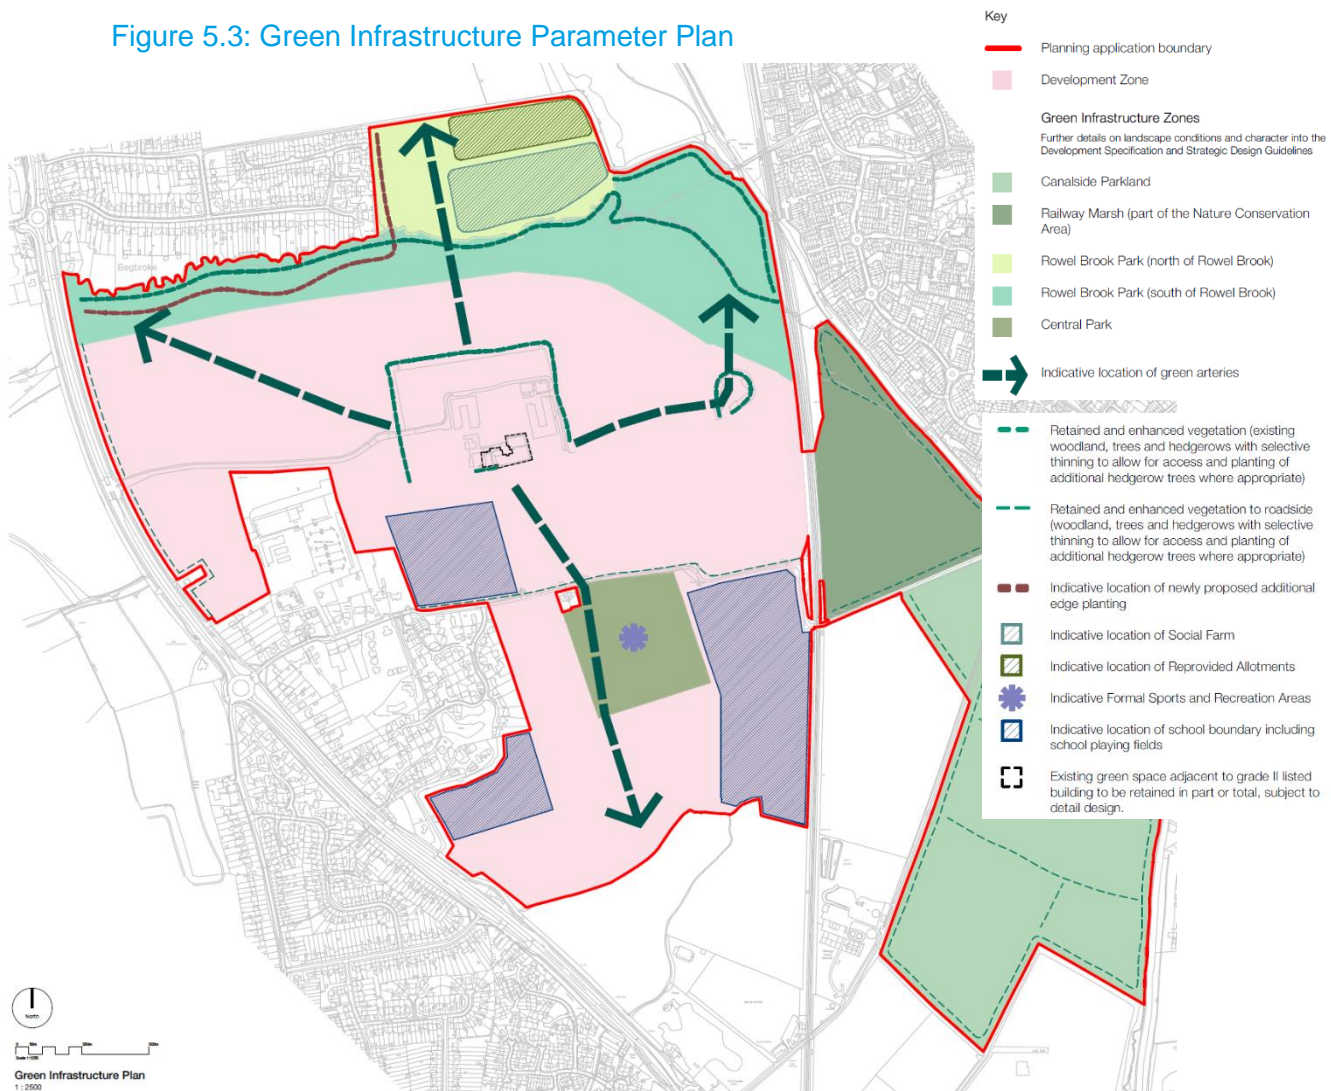 Figure 5.3: Green Infrastructure Parameter Plan
Key
Planning application boundary
Development Zone
Green Infrastructure Zones
Further details on landscape conditions and character into the
Development Specification and Strategic Design Guidelines
Canalside Parkland
Railway Marsh (part of the Nature Conservation
Area)
Rowel Brook Park (north of Rowel Brook)
Rowel Brook Park (south of Rowel Brook)
Central Park
Indicative location of green arteries
Retained and enhanced vegetation (existing
woodland, trees and hedgerows with selective
thinning to allow for access and planting of
additional hedgerow trees where appropriate)
Retained and enhanced vegetation to roadside
(woodland, trees and hedgerows with selective
thinning to allow for access and planting of
additional hedgerow trees where appropriate)
Indicative location of newly proposed additional
edge planting
Indicative location of Social Farm
Indicative location of Reprovided Allotments
Indicative Formal Sports and Recreation Areas
Indicative location of school boundary including
school playing fields
Existing green space adjacent to grade II listed
building to be retained in part or total, subject to
detail design.
Begbroke
North
Green Infrastructure Plan
1 : 2500